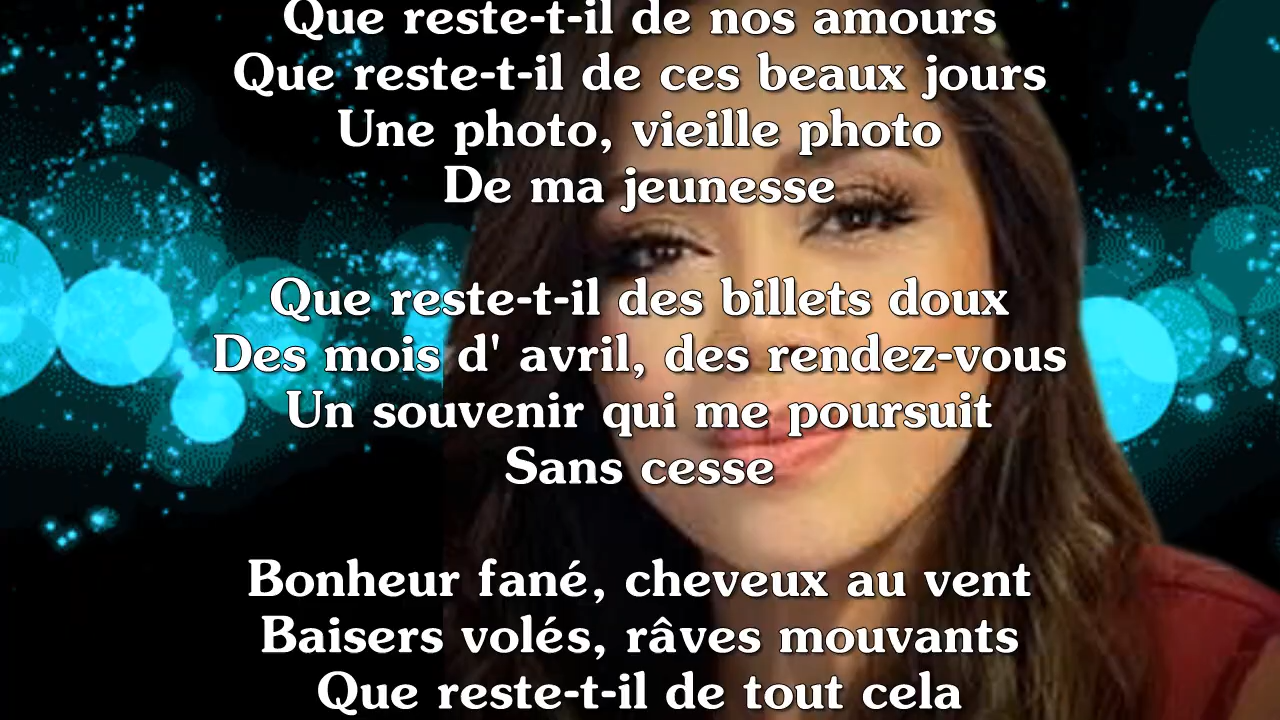 Que reste-t-il de nos amours
Que reste-t-il de ces beaux jours
Une photo, vieille photo
De ma jeunesse
Que reste-t-il des billets doux
Des mois d' avril, des rendez-vous
Un souvenir qui me poursuit
Sans cesse
Bonheur fané, cheveux au vent
Baisers volés, râves mouvants
Que reste-t-il de tout cela